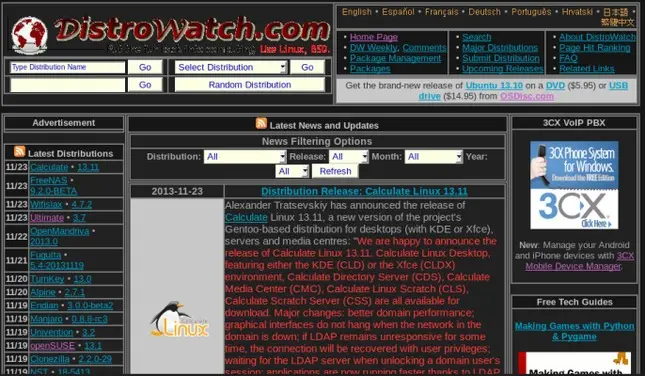 DistroWatch.com
Put the fun back into computing. Use Linux, BSD.
English • Español • Français • Deutsch • Português • Hrvatski • 日本語 •
繁體中文
Type Distribution Name Go Select Distribution Go
Go Random Distribution
• Home Page
• DW Weekly, Comments
• Package Management
• Packages
• Search
• Major Distributions
• Submit Distribution
• Upcoming Releases
• About DistroWatch
• Page Hit Ranking
• FAQ
• Related Links
Get the brand-new release of Ubuntu 13.10 on a DVD ($5.95) or USB
drive ($14.95) from OSDisc.com
Advertisement
Latest Distributions
11/23 Calculate • 13.11
11/23 FreeNAS •
9.2.0-BETA
11/23 Wifislax • 4.7.2
11/23 Ultimate • 3.7
11/22 OpenMandriva •
2013.0
11/21 Fuguita •
5.4-20131119
11/20 TurnKey • 13.0
11/20 Alpine • 2.7.1
11/19 Endian • 3.0.0-beta2
11/19 Manjaro • 0.8.8-rc3
11/19 Univention • 3.2
11/19 openSUSE • 13.1
11/19 Clonezilla • 2.2.0-29
11/19 NST • 18-5413
Latest News and Updates
News Filtering Options
Distribution: All Release: All Month: All Year:
All Refresh
2013-11-23 Distribution Release: Calculate Linux 13.11
Alexander Tratsevskiy has announced the release of
Calculate Linux 13.11, a new version of the project's
Gentoo-based distribution for desktops (with KDE or Xfce),
servers and media centres: "We are happy to announce the
release of Calculate Linux 13.11. Calculate Linux Desktop,
featuring either the KDE (CLD) or the Xfce (CLDX)
environment, Calculate Directory Server (CDS), Calculate
Media Center (CMC), Calculate Linux Scratch (CLS),
Calculate Scratch Server (CSS) are all available for
download. Major changes: better domain performance;
graphical interfaces do not hang when the network in the
domain is down; if LDAP remains unresponsive for some
time, the connection will be recovered with user privileges;
waiting for the LDAP server when unlocking a domain user's
session; applications are now running faster thanks to LDAP
Linux
3CX VoIP PBX
3CX Phone System
for Windows.
Download the FREE Edition
3CX
Click Here
New: Manage your Android
and iPhone devices with 3CX
Mobile Device Manager.
Free Tech Guides
Making Games with Python
& Pygame
Making Games with